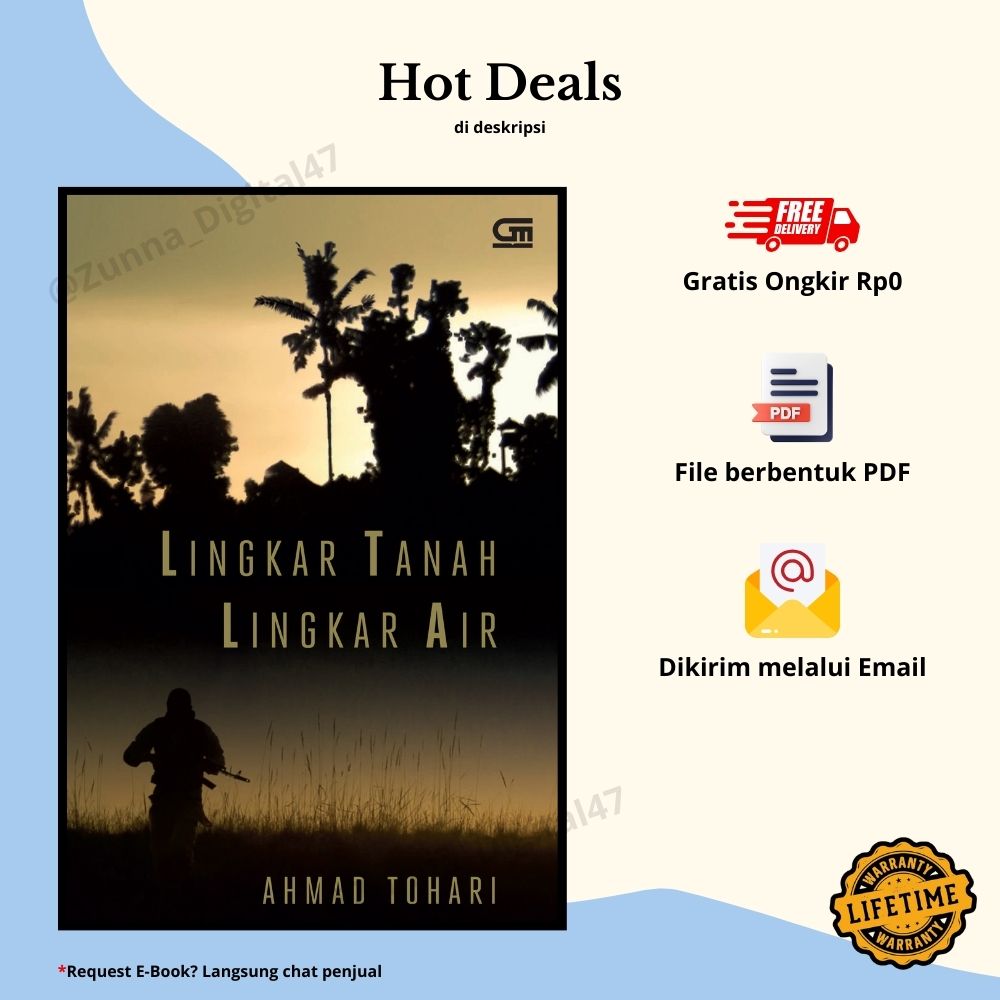 Hot Deals
di deskripsi
@Zunna_Digital47
GM
FREE
DELIVERY
Gratis Ongkir Rp0
PDF
File berbentuk PDF
@
Dikirim melalui Email
LINGKAR TANAH
LINGKAR AIR
al47
AHMAD TOHARI
WARRANTY
LIFETIME
WARRANTY
*Request E-Book? Langsung chat penjual